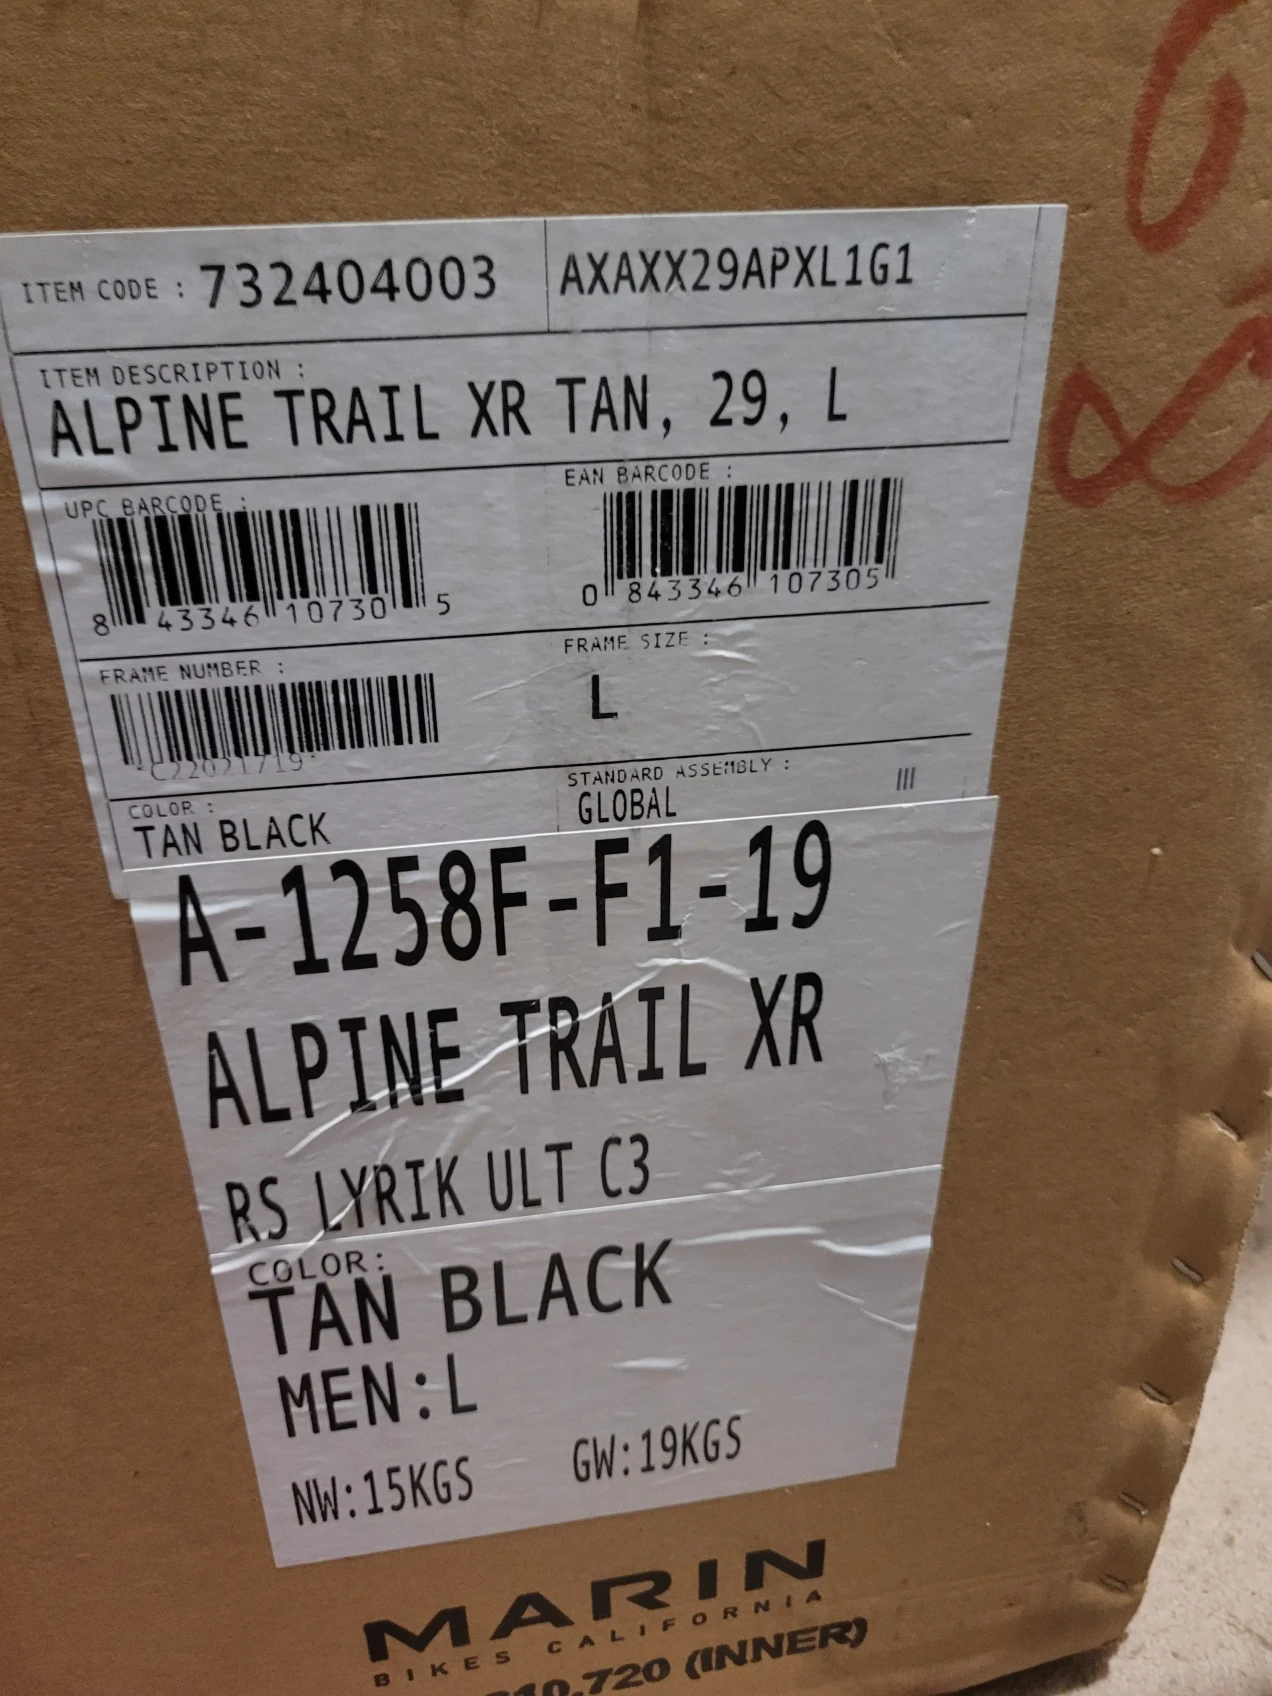 ITEM CODE : 732404003 AXAXX29APXL1G1
ITEM DESCRIPTION :
ALPINE TRAIL XR TAN, 29, L
UPC BARCODE : EAN BARCODE :
8 43346 10730 5 0 843346 107305
FRAME NUMBER : FRAME SIZE :
L
COLOR : STANDARD ASSEMBLY :
TAN BLACK GLOBAL
A-1258F-F1-19
ALPINE TRAIL XR
RS LYRIK ULT C3
COLOR:
TAN BLACK
MEN:L
NW:15KGS GW:19KGS
MARIN
BIKES CALIFORNIA
(INNER)